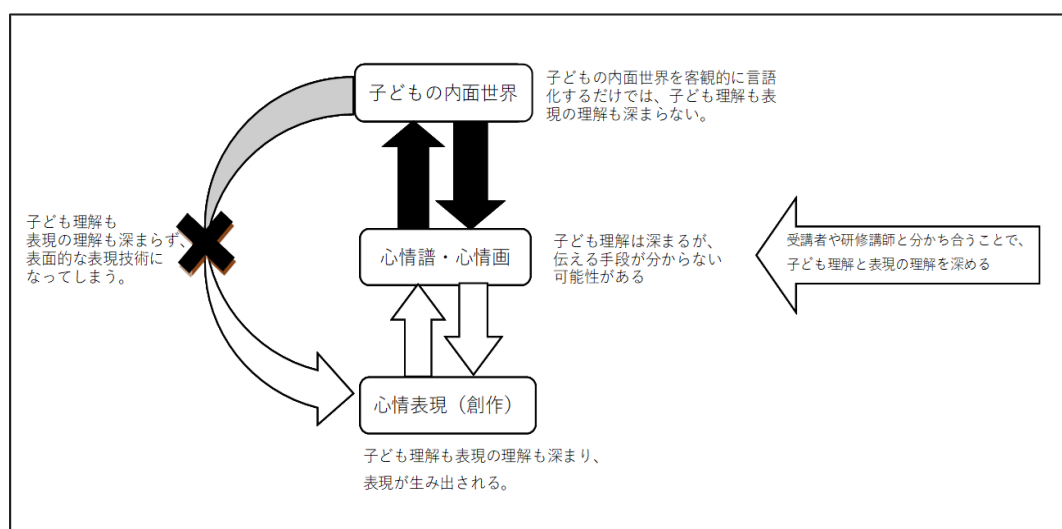 子どもの内面世界
子どもの内面世界を客観的に言語
化するだけでは、子ども理解も表
現の理解も深まらない。
子ども理解も
表現の理解も深まらず、
表面的な表現技術に
なってしまう。
心情譜・心情画
子ども理解は深まるが、
伝える手段が分からない
可能性がある
受講者や研修講師と分かち合うことで、
子ども理解と表現の理解を深める
心情表現（創作）
子ども理解も表現の理解も深まり、
表現が生み出される。